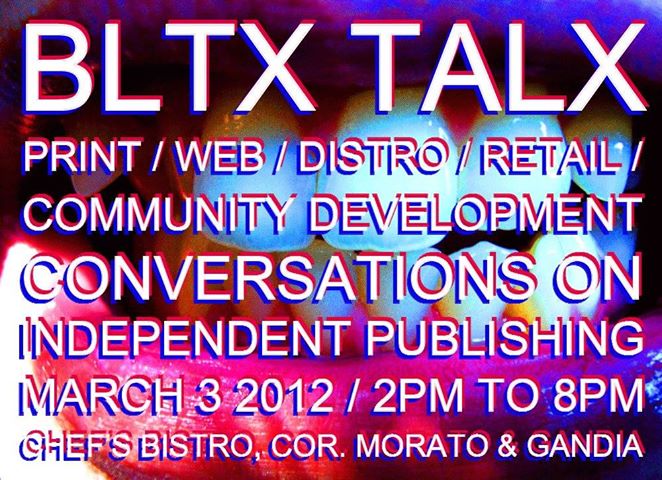 BLTX TALX
PRINT / WEB / DISTRO / RETAIL /
COMMUNITY DEVELOPMENT
CONVERSATIONS ON
INDEPENDENT PUBLISHING
MARCH 3 2012 / 2PM TO 8PM
CHEF'S BISTRO, COR. MORATO & GANDIA